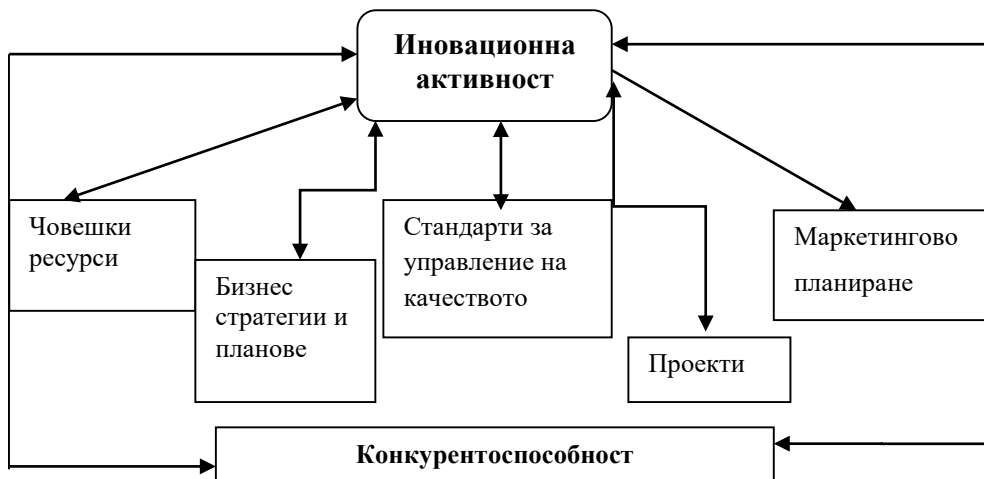 Иновационна
активност
Човешки
ресурси
Бизнес
стратегии и
планове
Стандарти за
управление на
качеството
Проекти
Маркетингово
планиране
Конкурентоспособност